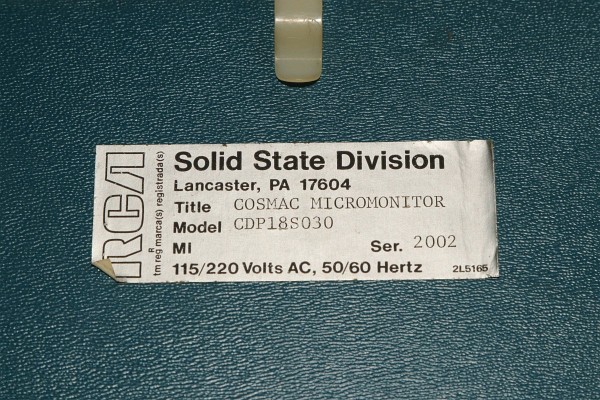 RCA
tm reg marca(s) registrada(s)
R
Solid State Division
Lancaster, PA 17604
Title COSMAC MICROMONITOR
Model CDP18S030
MI Ser. 2002
115/220 Volts AC, 50/60 Hertz 2L5165